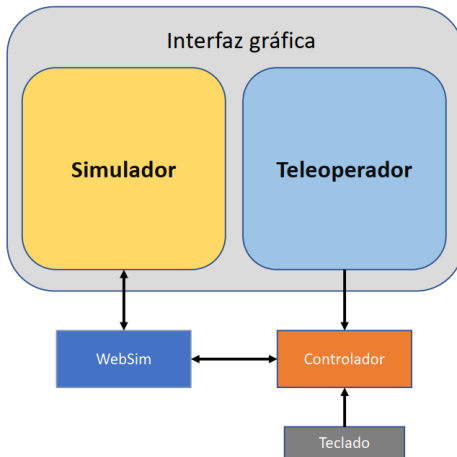 Interfaz gráfica
Simulador
Teleoperador
WebSim
Controlador
Teclado